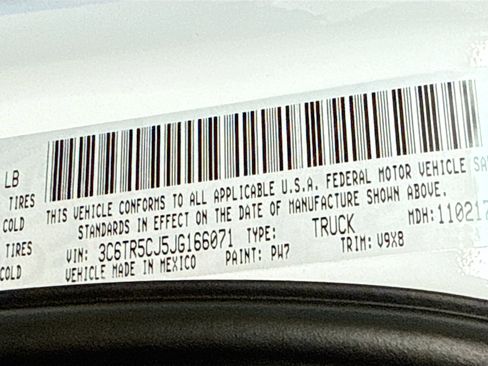 LB
TIRES THIS VEHICLE CONFORMS TO ALL APPLICABLE U.S.A. FEDERAL MOTOR VEHICLE SA
COLD STANDARDS IN EFFECT ON THE DATE OF MANUFACTURE SHOWN ABOVE.
TIRES VIN: 3C6TR5CJ5JG166071 TYPE: TRUCK MDH: 110217
COLD VEHICLE MADE IN MEXICO PAINT: PW7 TRIM: V9X8